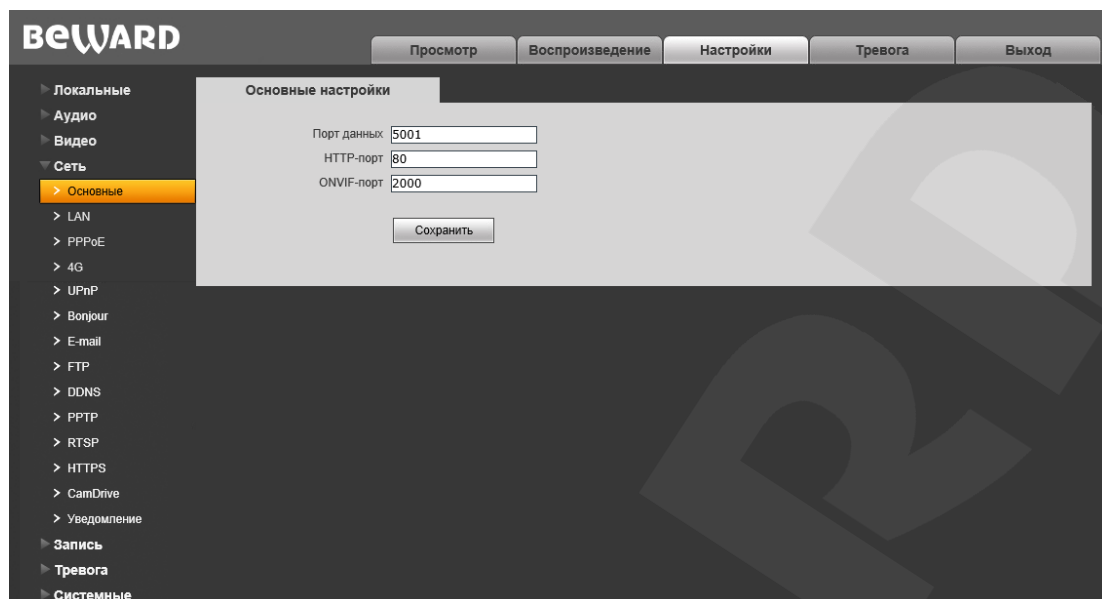 BEWARD
Просмотр
Воспроизведение
Настройки
Тревога
Выход
Локальные
Аудио
Видео
Сеть
Основные
LAN
PPPoE
4G
UPnP
Bonjour
E-mail
FTP
DDNS
PPTP
RTSP
HTTPS
CamDrive
Уведомление
Запись
Тревога
Системные
Основные настройки
Порт данных 5001
HTTP-порт 80
ONVIF-порт 2000
Сохранить